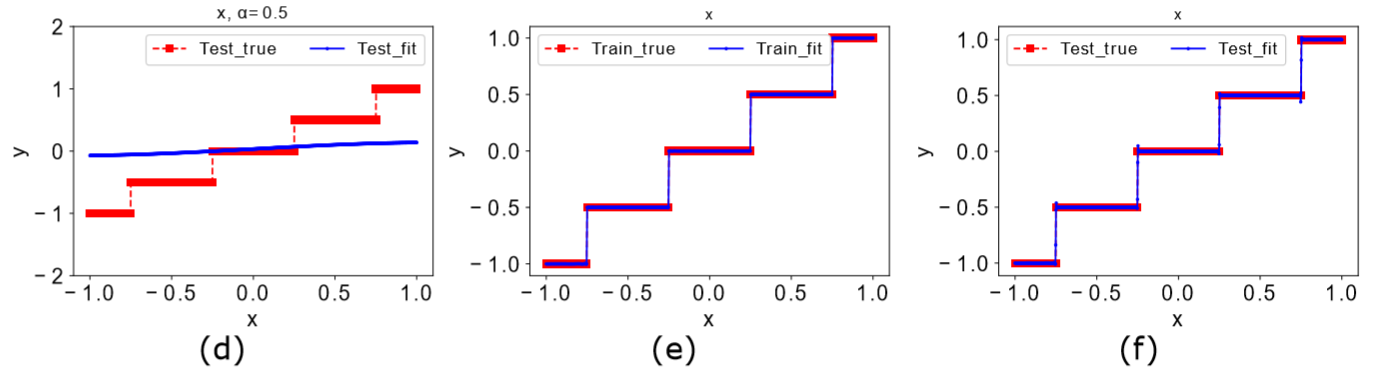 x, α= 0.5
Test_true Test_fit
2
1
0
−1
−2
y
−1.0 −0.5 0.0 0.5 1.0
x
(d)
x
Train_true Train_fit
1.0
0.5
0.0
−0.5
−1.0
y
−1.0 −0.5 0.0 0.5 1.0
x
(e)
x
Test_true Test_fit
1.0
0.5
0.0
−0.5
−1.0
y
−1.0 −0.5 0.0 0.5 1.0
x
(f)